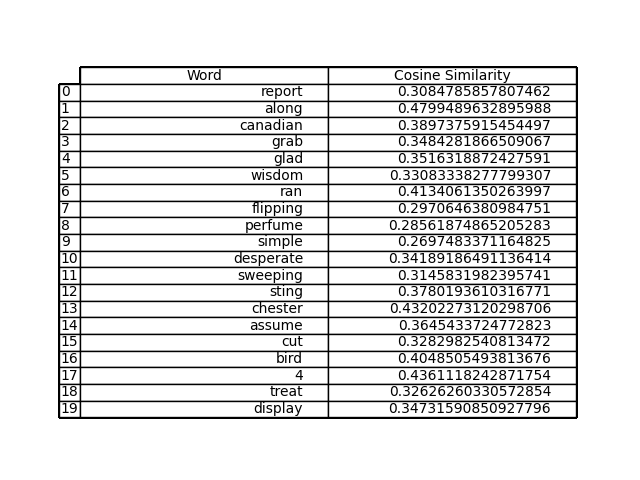 Word Cosine Similarity
0 report 0.3084785857807462
1 along 0.4799489632895988
2 canadian 0.3897375915454497
3 grab 0.3484281866509067
4 glad 0.3516318872427591
5 wisdom 0.33083338277799307
6 ran 0.4134061350263997
7 flipping 0.2970646380984751
8 perfume 0.28561874865205283
9 simple 0.2697483371164825
10 desperate 0.34189186491136414
11 sweeping 0.3145831982395741
12 sting 0.3780193610316771
13 chester 0.43202273120298706
14 assume 0.3645433724772823
15 cut 0.3282982540813472
16 bird 0.4048505493813676
17 4 0.4361118242871754
18 treat 0.32626260330572854
19 display 0.34731590850927796